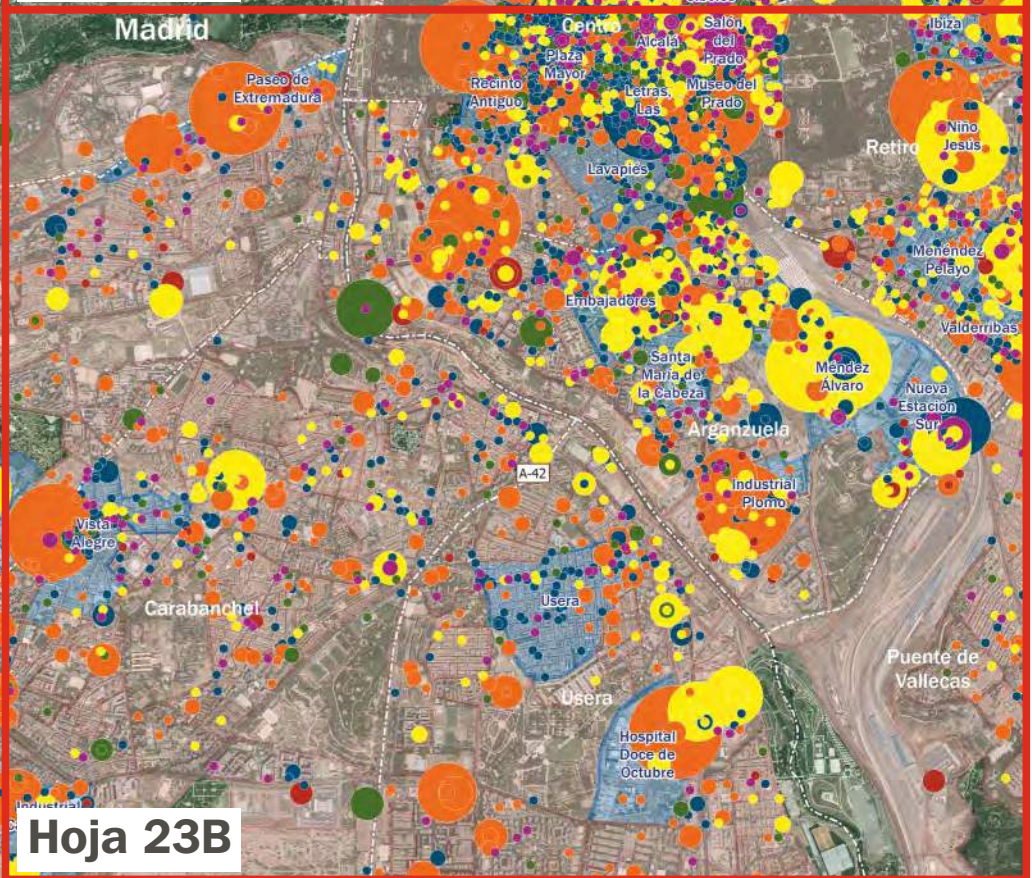 Madrid
Centro
Alcalá
Salón
del
Prado
Ibiza
Plaza
Mayor
Paseo de
Extremadura
Recinto
Antiguo
Letras,
Las
Museo del
Prado
Niño
Jesús
Retiro
Lavapiés
Menéndez
Pelayo
Embajadores
Valderribas
Santa
María de
la Cabeza
Méndez
Álvaro
Nueva
Estación
Sur
Arganzuela
A-42
Industrial
Plomo
Vista
Alegre
Carabanchel
Usera
Puente de
Vallecas
Usera
Hospital
Doce de
Octubre
Industrial
Hoja 23B